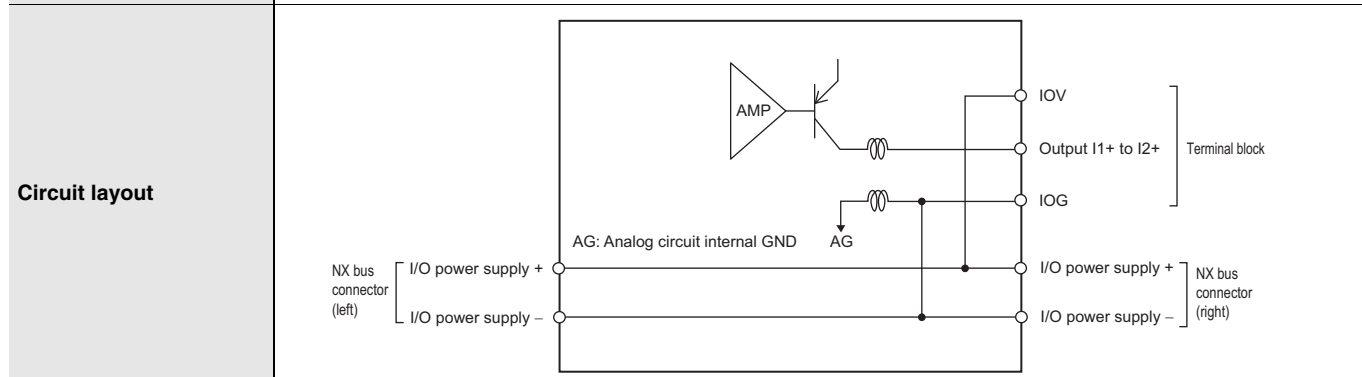 Circuit layout
AMP
IOV
Output I1+ to I2+
Terminal block
IOG
AG: Analog circuit internal GND
AG
NX bus
connector
(left)
I/O power supply +
I/O power supply –
I/O power supply +
I/O power supply –
NX bus
connector
(right)